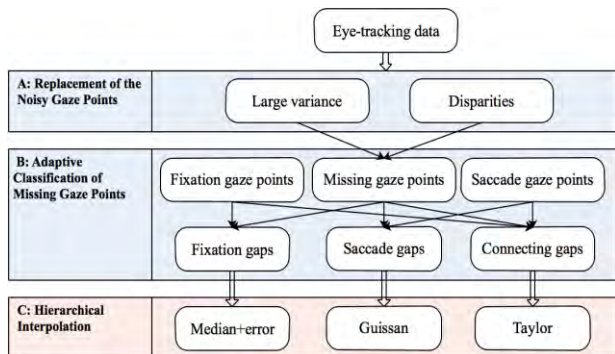 Eye-tracking data
A: Replacement of the
Noisy Gaze Points
Large variance
Disparities
B: Adaptive
Classification of
Missing Gaze Points
Fixation gaze points
Missing gaze points
Saccade gaze points
Fixation gaps
Saccade gaps
Connecting gaps
C: Hierarchical
Interpolation
Median+error
Guissan
Taylor